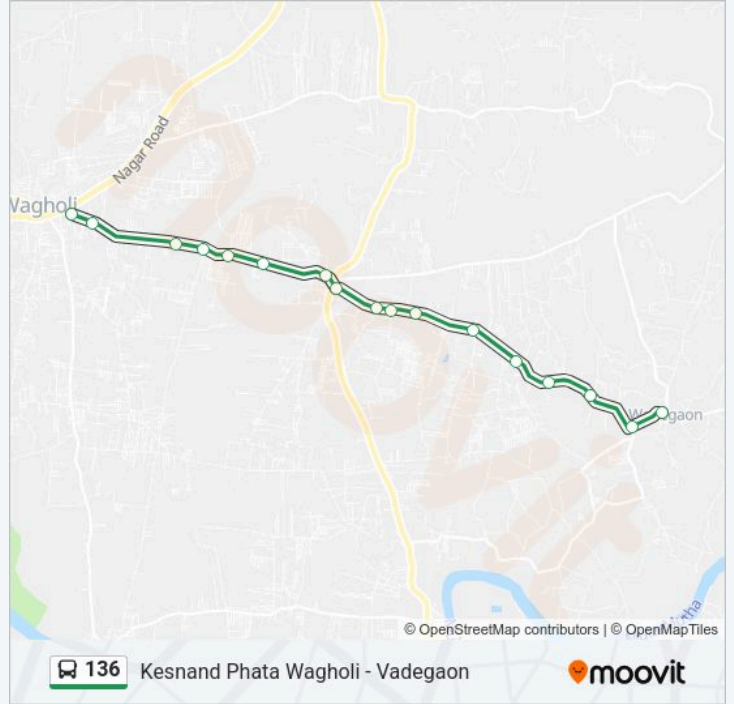 Nagar Road
Wagholi
© OpenStreetMap contributors | © OpenMapTiles
136 Kesnand Phata Wagholi - Vadegaon
moovit